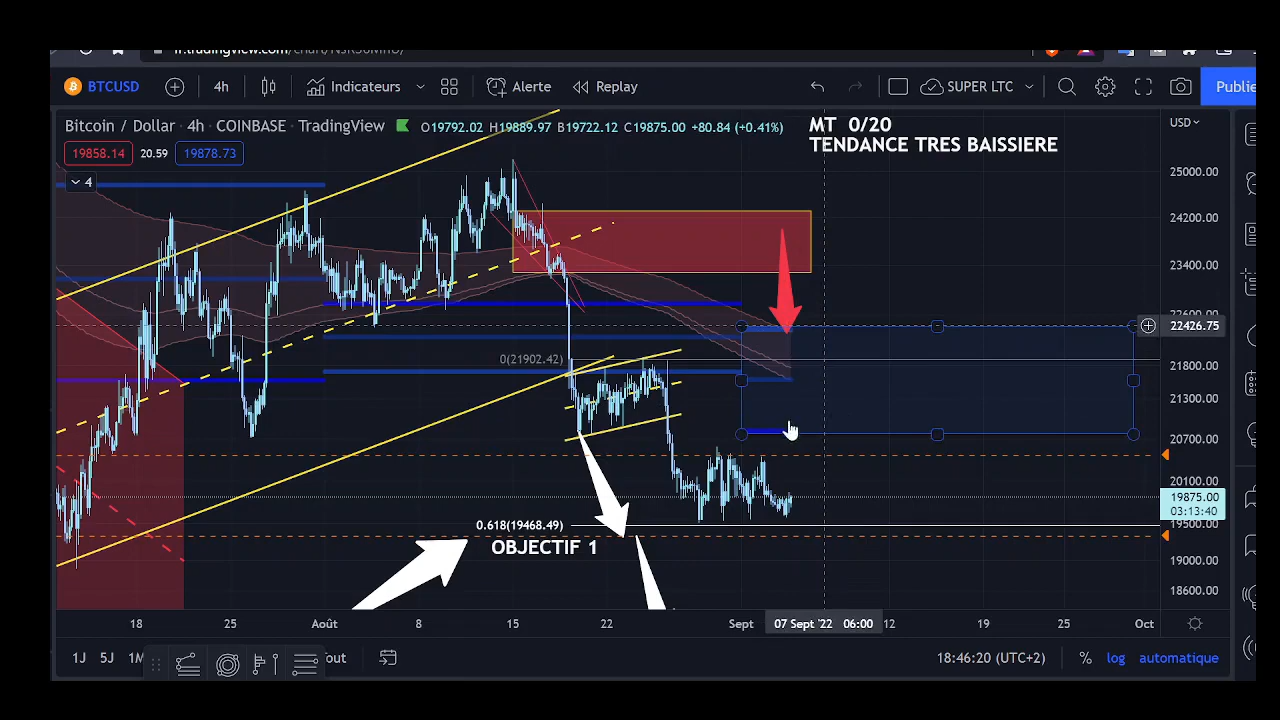 BTCUSD 4h Indicateurs Alerte Replay SUPER LTC Publie
Bitcoin / Dollar · 4h · COINBASE · TradingView O19792.02 H19889.97 B19722.12 C19875.00 +80.84 (+0.41%)
MT 0/20
TENDANCE TRES BAISSIERE
USD
19858.14 20.59 19878.73
4
25000.00
24200.00
23400.00
22600.00
22426.75
0(21902.42)
21800.00
21300.00
20700.00
20100.00
19875.00
03:13:40
0.618(19468.49)
19500.00
OBJECTIF 1
19000.00
18600.00
18 25 Août 8 15 22 Sept 07 Sept '22 06:00 12 19 25 Oct
1J 5J 1M out 18:46:20 (UTC+2) % log automatique